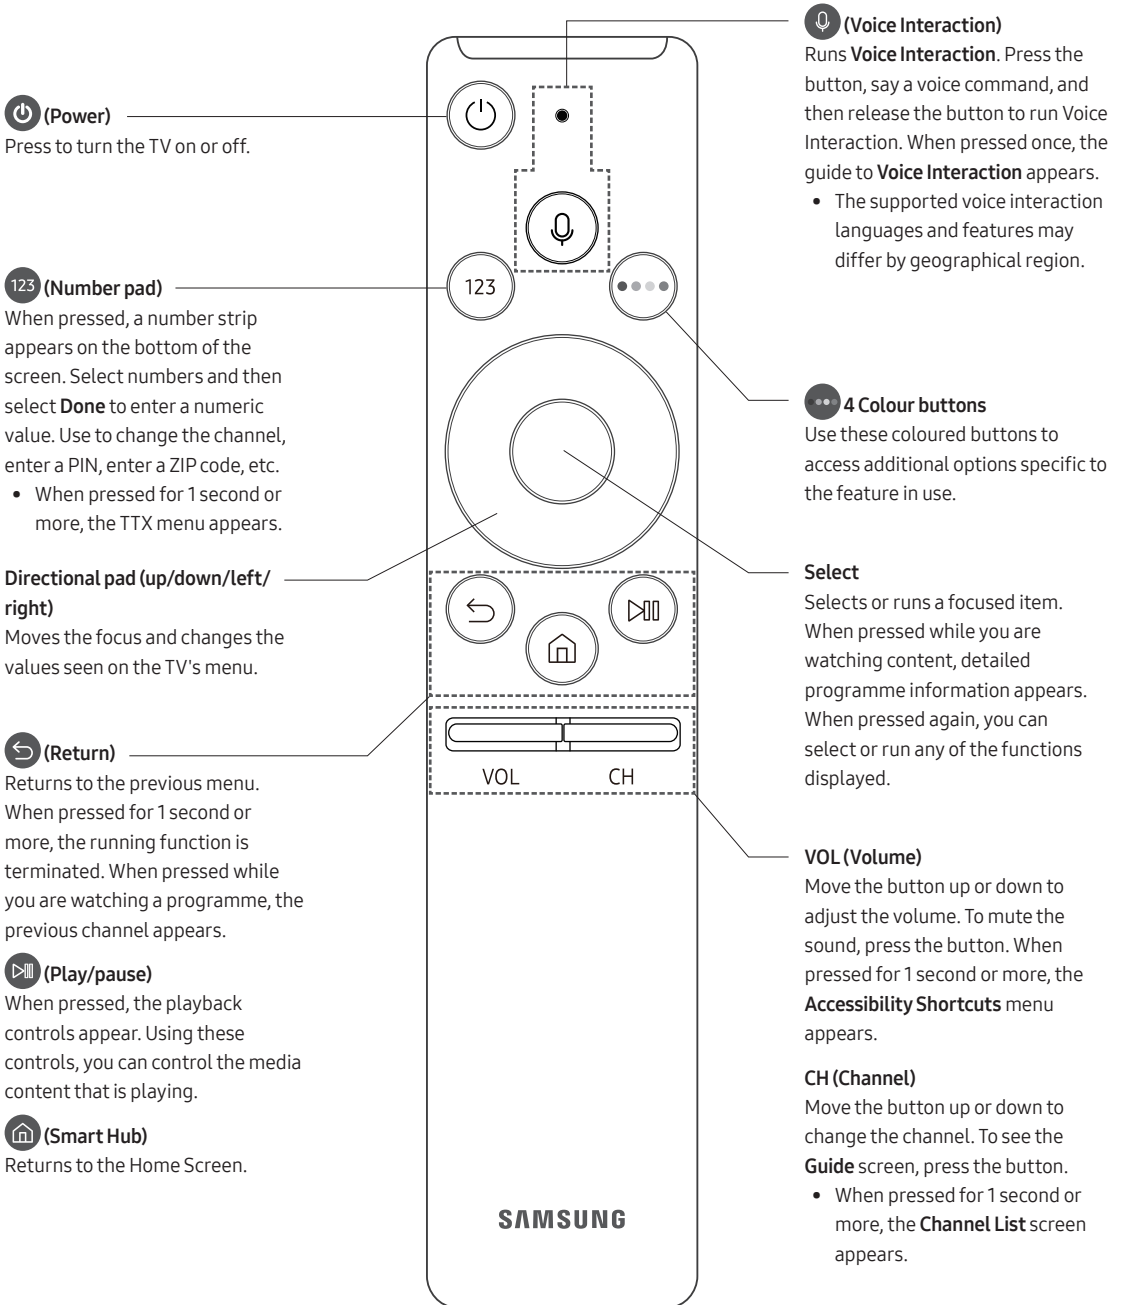 (Power)
Press to turn the TV on or off.
123 (Number pad)
When pressed, a number strip
appears on the bottom of the
screen. Select numbers and then
select Done to enter a numeric
value. Use to change the channel,
enter a PIN, enter a ZIP code, etc.
• When pressed for 1 second or
more, the TTX menu appears.
Directional pad (up/down/left/
right)
Moves the focus and changes the
values seen on the TV's menu.
(Return)
Returns to the previous menu.
When pressed for 1 second or
more, the running function is
terminated. When pressed while
you are watching a programme, the
previous channel appears.
(Play/pause)
When pressed, the playback
controls appear. Using these
controls, you can control the media
content that is playing.
(Smart Hub)
Returns to the Home Screen.
123
VOL CH
SAMSUNG
(Voice Interaction)
Runs Voice Interaction. Press the
button, say a voice command, and
then release the button to run Voice
Interaction. When pressed once, the
guide to Voice Interaction appears.
• The supported voice interaction
languages and features may
differ by geographical region.
4 Colour buttons
Use these coloured buttons to
access additional options specific to
the feature in use.
Select
Selects or runs a focused item.
When pressed while you are
watching content, detailed
programme information appears.
When pressed again, you can
select or run any of the functions
displayed.
VOL (Volume)
Move the button up or down to
adjust the volume. To mute the
sound, press the button. When
pressed for 1 second or more, the
Accessibility Shortcuts menu
appears.
CH (Channel)
Move the button up or down to
change the channel. To see the
Guide screen, press the button.
• When pressed for 1 second or
more, the Channel List screen
appears.